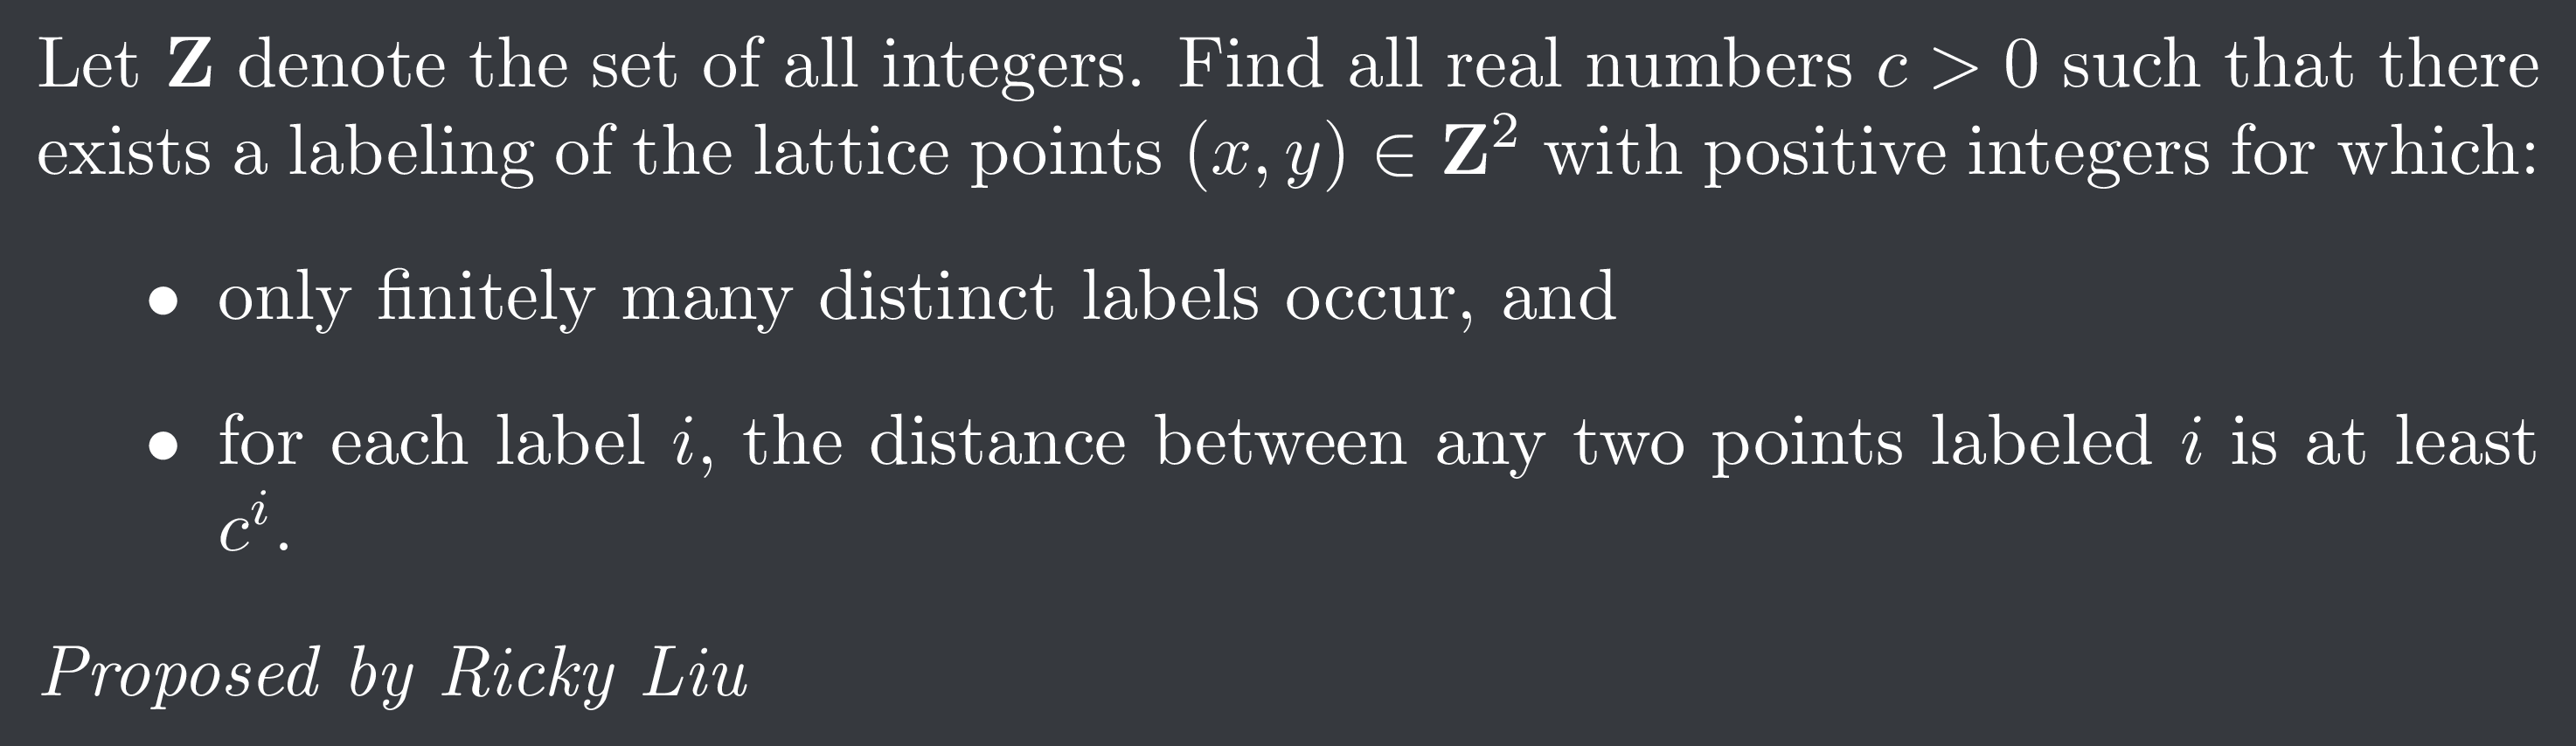 Let Z denote the set of all integers. Find all real numbers c > 0 such that there
exists a labeling of the lattice points (x, y) ∈ Z² with positive integers for which:
• only finitely many distinct labels occur, and
• for each label i, the distance between any two points labeled i is at least
cⁱ.
Proposed by Ricky Liu